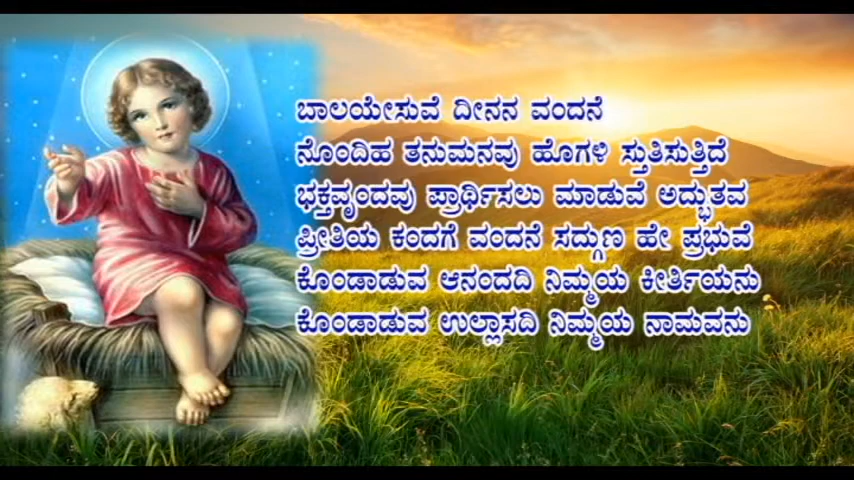 ಬಾಲಯೇಸುವೆ ದೀನನ ವಂದನೆ
ನೊಂದಿಹ ತನುಮನವು ಹೊಗಳಿ ಸ್ತುತಿಸುತ್ತಿದೆ
ಭಕ್ತವೃಂದವು ಪ್ರಾರ್ಥಿಸಲು ಮಾಡುವೆ ಅದ್ಭುತವ
ಪ್ರೀತಿಯ ಕಂದಗೆ ವಂದನೆ ಸದ್ಗುಣ ಹೇ ಪ್ರಭುವೆ
ಕೊಂಡಾಡುವ ಆನಂದದಿ ನಿಮ್ಮಯ ಕೀರ್ತಿಯನು
ಕೊಂಡಾಡುವ ಉಲ್ಲಾಸದಿ ನಿಮ್ಮಯ ನಾಮವನು